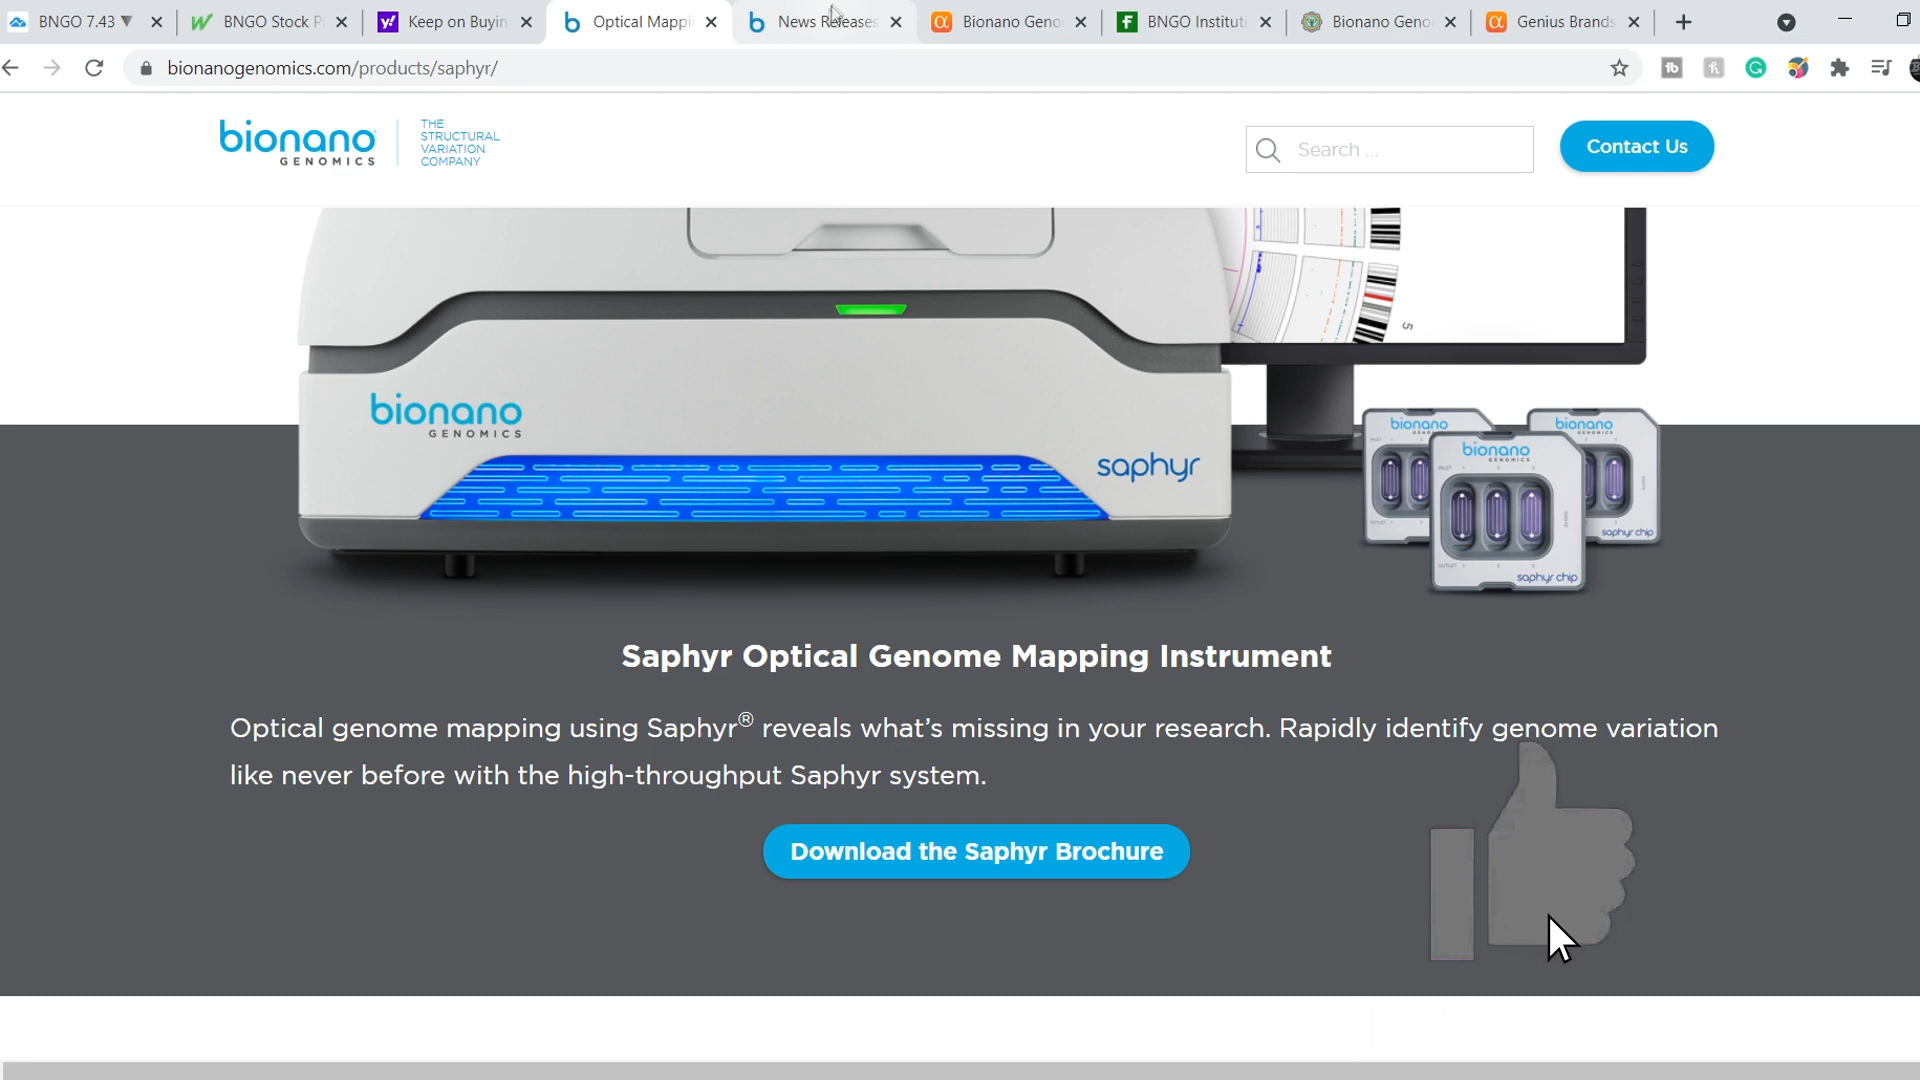 BNGO 7.43 ▼
BNGO Stock P
Keep on Buyin
Optical Mappi
News Releases
Bionano Geno
BNGO Instituti
Bionano Geno
Genius Brands
bionanogenomics.com/products/saphyr/
bionano
GENOMICS
THE
STRUCTURAL
VARIATION
COMPANY
Search ...
Contact Us
5
bionano
GENOMICS
saphyr
bionano
bionano
GENOMICS
bionano
GENOMICS
saphyr chip
saphyr chip
Saphyr Optical Genome Mapping Instrument
Optical genome mapping using Saphyr® reveals what's missing in your research. Rapidly identify genome variation
like never before with the high-throughput Saphyr system.
Download the Saphyr Brochure